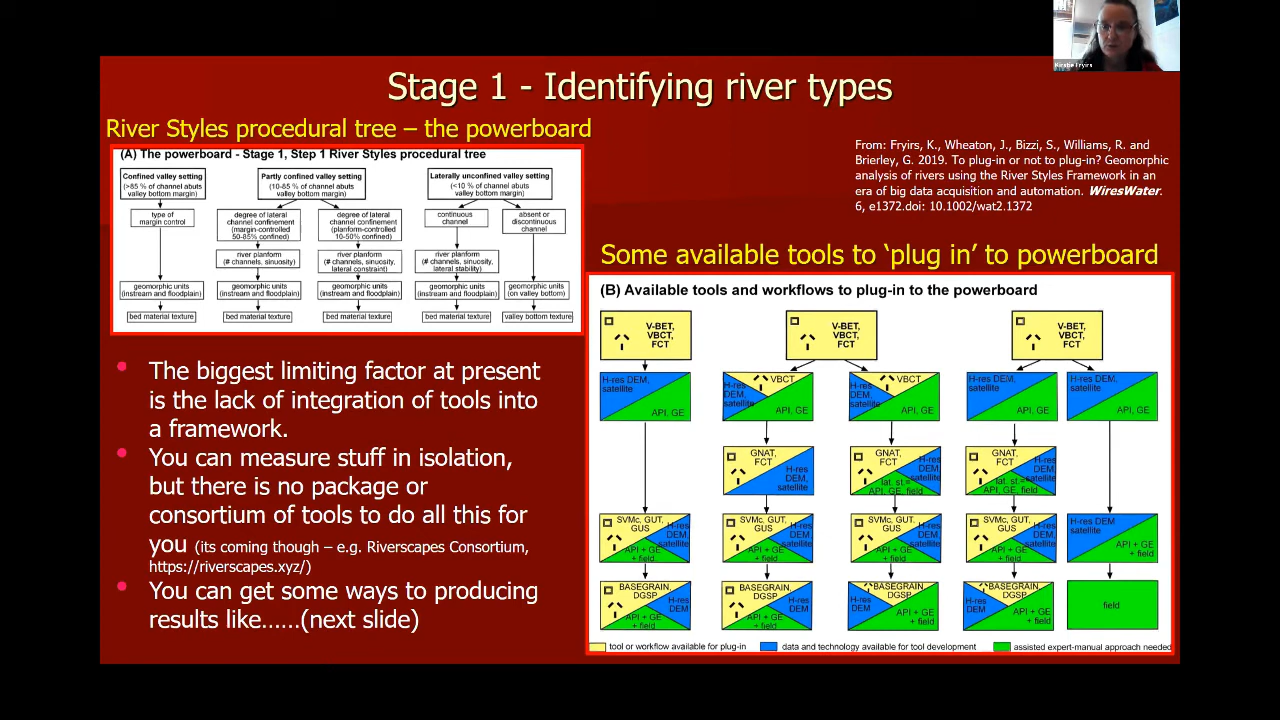 Kirstie Fryirs
Stage 1 - Identifying river types
River Styles procedural tree – the powerboard
(A) The powerboard - Stage 1, Step 1 River Styles procedural tree
Confined valley setting
(>85 % of channel abuts
valley bottom margin)
Partly confined valley setting
(10-85 % of channel abuts
valley bottom margin)
Laterally unconfined valley setting
(<10 % of channel abuts
valley bottom margin)
type of
margin control
degree of lateral
channel confinement
(margin-controlled
50-85% confined)
degree of lateral
channel confinement
(planform-controlled
10-50% confined)
continuous
channel
absent or
discontinuous
channel
river planform
(# channels, sinuosity)
river planform
(# channels, sinuosity,
lateral constraint)
river planform
(# channels, sinuosity,
lateral stability)
geomorphic units
(instream and floodplain)
geomorphic units
(instream and floodplain)
geomorphic units
(instream and floodplain)
geomorphic units
(instream and floodplain)
geomorphic units
(on valley bottom)
bed material texture
bed material texture
bed material texture
bed material texture
valley bottom texture
The biggest limiting factor at present
is the lack of integration of tools into
a framework.
You can measure stuff in isolation,
but there is no package or
consortium of tools to do all this for
you (its coming though – e.g. Riverscapes Consortium,
https://riverscapes.xyz/)
You can get some ways to producing
results like……(next slide)
From: Fryirs, K., Wheaton, J., Bizzi, S., Williams, R. and
Brierley, G. 2019. To plug-in or not to plug-in? Geomorphic
analysis of rivers using the River Styles Framework in an
era of big data acquisition and automation. WiresWater.
6, e1372.doi: 10.1002/wat2.1372
Some available tools to ‘plug in’ to powerboard
(B) Available tools and workflows to plug-in to the powerboard
V-BET,
VBCT,
FCT
V-BET,
VBCT,
FCT
V-BET,
VBCT,
FCT
H-res DEM,
satellite
API, GE
VBCT
H-res
DEM,
satellite
API, GE
VBCT
H-res
DEM,
satellite
API, GE
H-res DEM,
satellite
API, GE
H-res DEM,
satellite
API, GE
GNAT,
FCT
H-res
DEM,
satellite
GNAT,
FCT
H-res
DEM,
satellite
lat. st.=
API, GE, field
GNAT,
FCT
H-res
DEM,
satellite
lat. st.=
API, GE, field
SVMc, GUT,
GUS
H-res
DEM,
satellite
API + GE
+ field
SVMc, GUT,
GUS
H-res
DEM,
satellite
API + GE
+ field
SVMc, GUT,
GUS
H-res
DEM,
satellite
API + GE
+ field
SVMc, GUT,
GUS
H-res
DEM,
satellite
API + GE
+ field
H-res DEM
satellite
API + GE
+ field
BASEGRAIN,
DGSP
H-res
DEM
API + GE
+ field
BASEGRAIN,
DGSP
H-res
DEM
API + GE
+ field
BASEGRAIN,
DGSP
H-res
DEM
API + GE
+ field
BASEGRAIN,
DGSP
H-res
DEM
API + GE
+ field
field
tool or workflow available for plug-in
data and technology available for tool development
assisted expert-manual approach needed